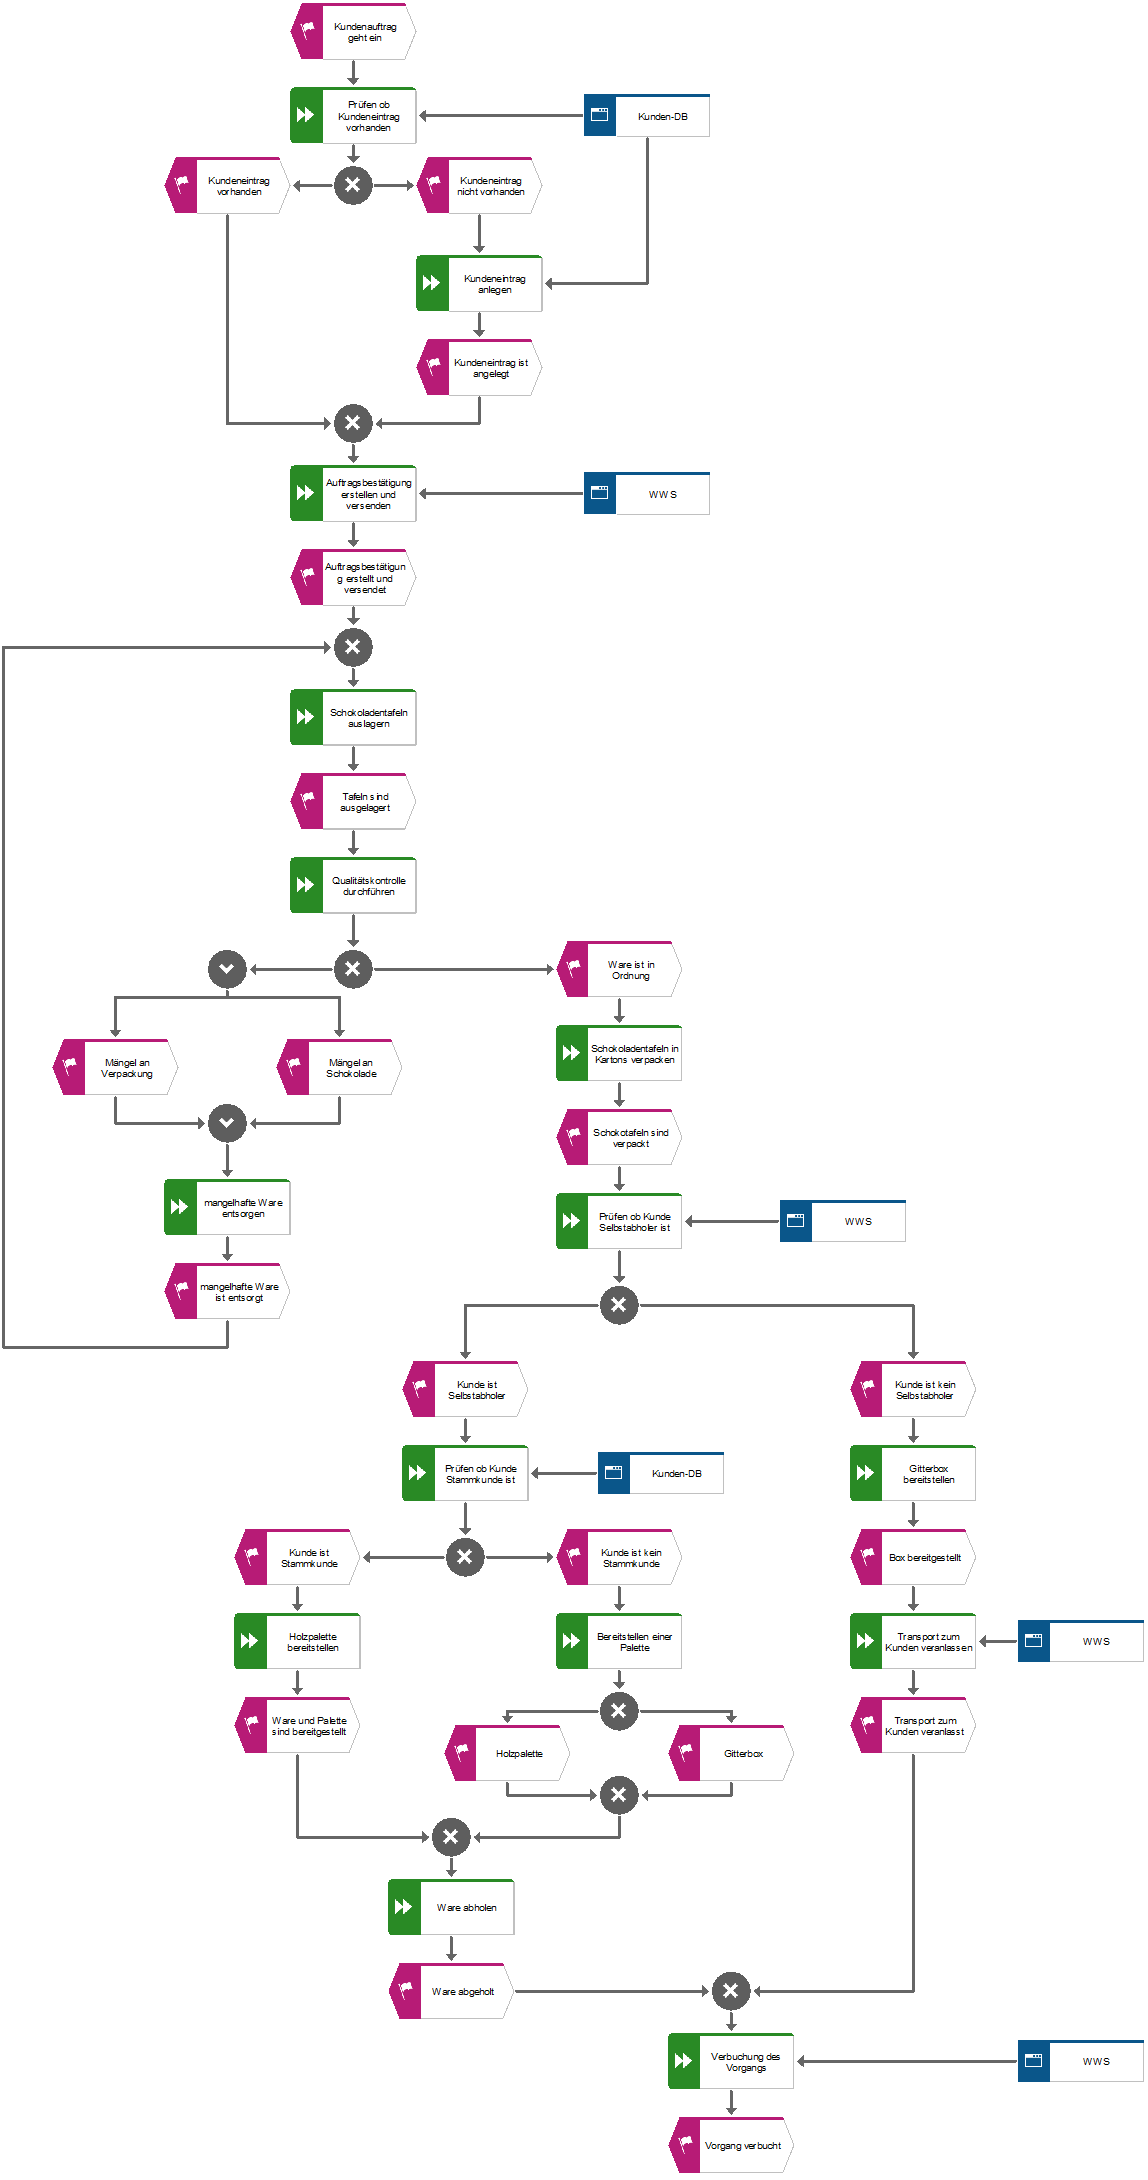 Kundenauftrag
geht ein
Prüfen ob
Kundeneintrag
vorhanden
Kunden-DB
Kundeneintrag
vorhanden
Kundeneintrag
nicht vorhanden
Kundeneintrag
anlegen
Kundeneintrag ist
angelegt
Auftragsbestätigung
erstellen und
versenden
WWS
Auftragsbestätigun
g erstellt und
versendet
Schokoladentafeln
auslagern
Tafeln sind
ausgelagert
Qualitätskontrolle
durchführen
Ware ist in
Ordnung
Schokoladentafeln in
Kartons verpacken
Mängel an
Verpackung
Mängel an
Schokolade
Schokotafeln sind
verpackt
mangelhafte Ware
entsorgen
Prüfen ob Kunde
Selbstabholer ist
WWS
mangelhafte Ware
ist entsorgt
Kunde ist
Selbstabholer
Kunde ist kein
Selbstabholer
Prüfen ob Kunde
Stammkunde ist
Kunden-DB
Gitterbox
bereitstellen
Kunde ist
Stammkunde
Kunde ist kein
Stammkunde
Box bereitgestellt
Holzpalette
bereitstellen
Bereitstellen einer
Palette
Transport zum
Kunden veranlassen
WWS
Ware und Palette
sind bereitgestellt
Holzpalette
Gitterbox
Transport zum
Kunden veranlasst
Ware abholen
Ware abgeholt
Verbuchung des
Vorgangs
WWS
Vorgang verbucht